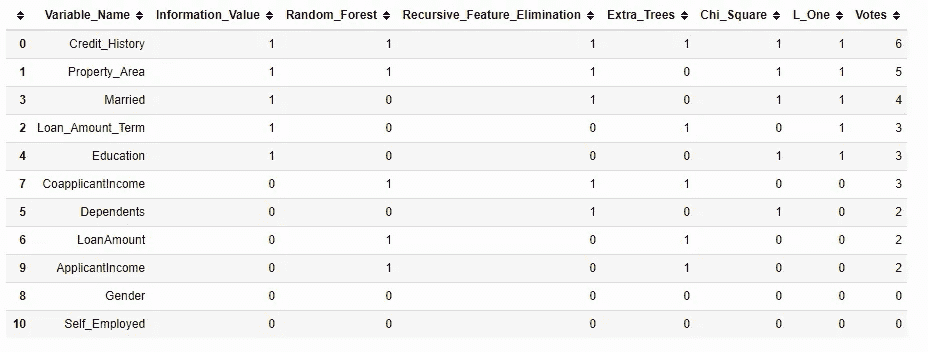 Variable_Name Information_Value Random_Forest Recursive_Feature_Elimination Extra_Trees Chi_Square L_One Votes
0 Credit_History 1 1 1 1 1 1 6
1 Property_Area 1 1 1 0 1 1 5
3 Married 1 0 1 0 1 1 4
2 Loan_Amount_Term 1 0 0 1 0 1 3
4 Education 1 0 0 0 1 1 3
7 CoapplicantIncome 0 1 1 1 0 0 3
5 Dependents 0 0 1 0 1 0 2
6 LoanAmount 0 1 0 1 0 0 2
9 ApplicantIncome 0 1 0 1 0 0 2
8 Gender 0 0 0 0 0 0 0
10 Self_Employed 0 0 0 0 0 0 0